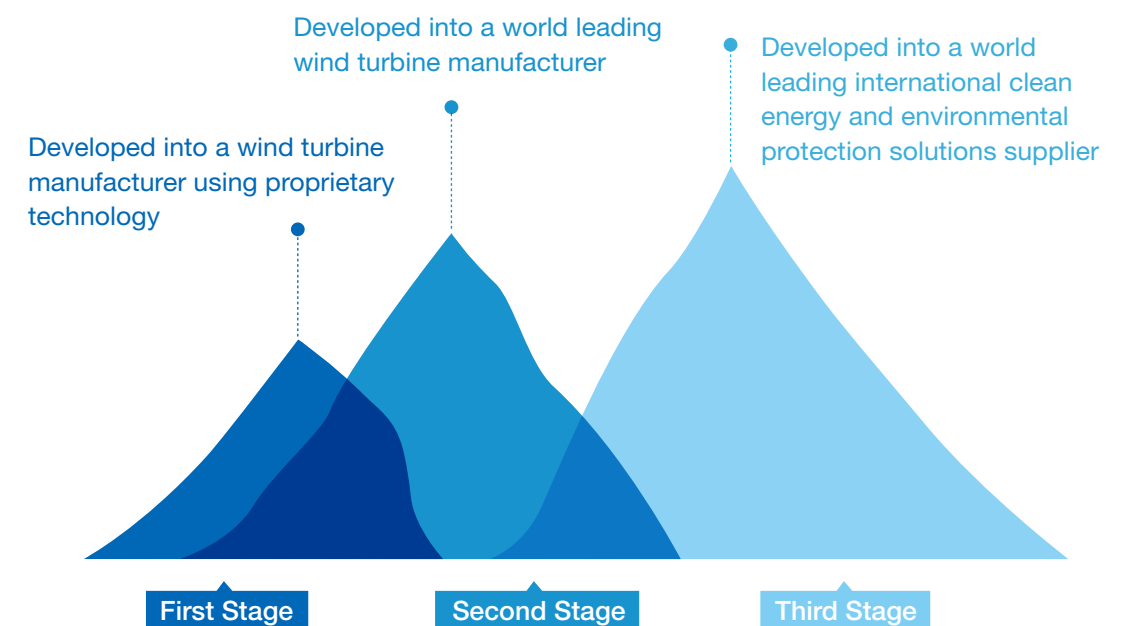 Developed into a world leading
wind turbine manufacturer
Developed into a world
leading international clean
energy and environmental
protection solutions supplier
Developed into a wind turbine
manufacturer using proprietary
technology
First Stage
Second Stage
Third Stage